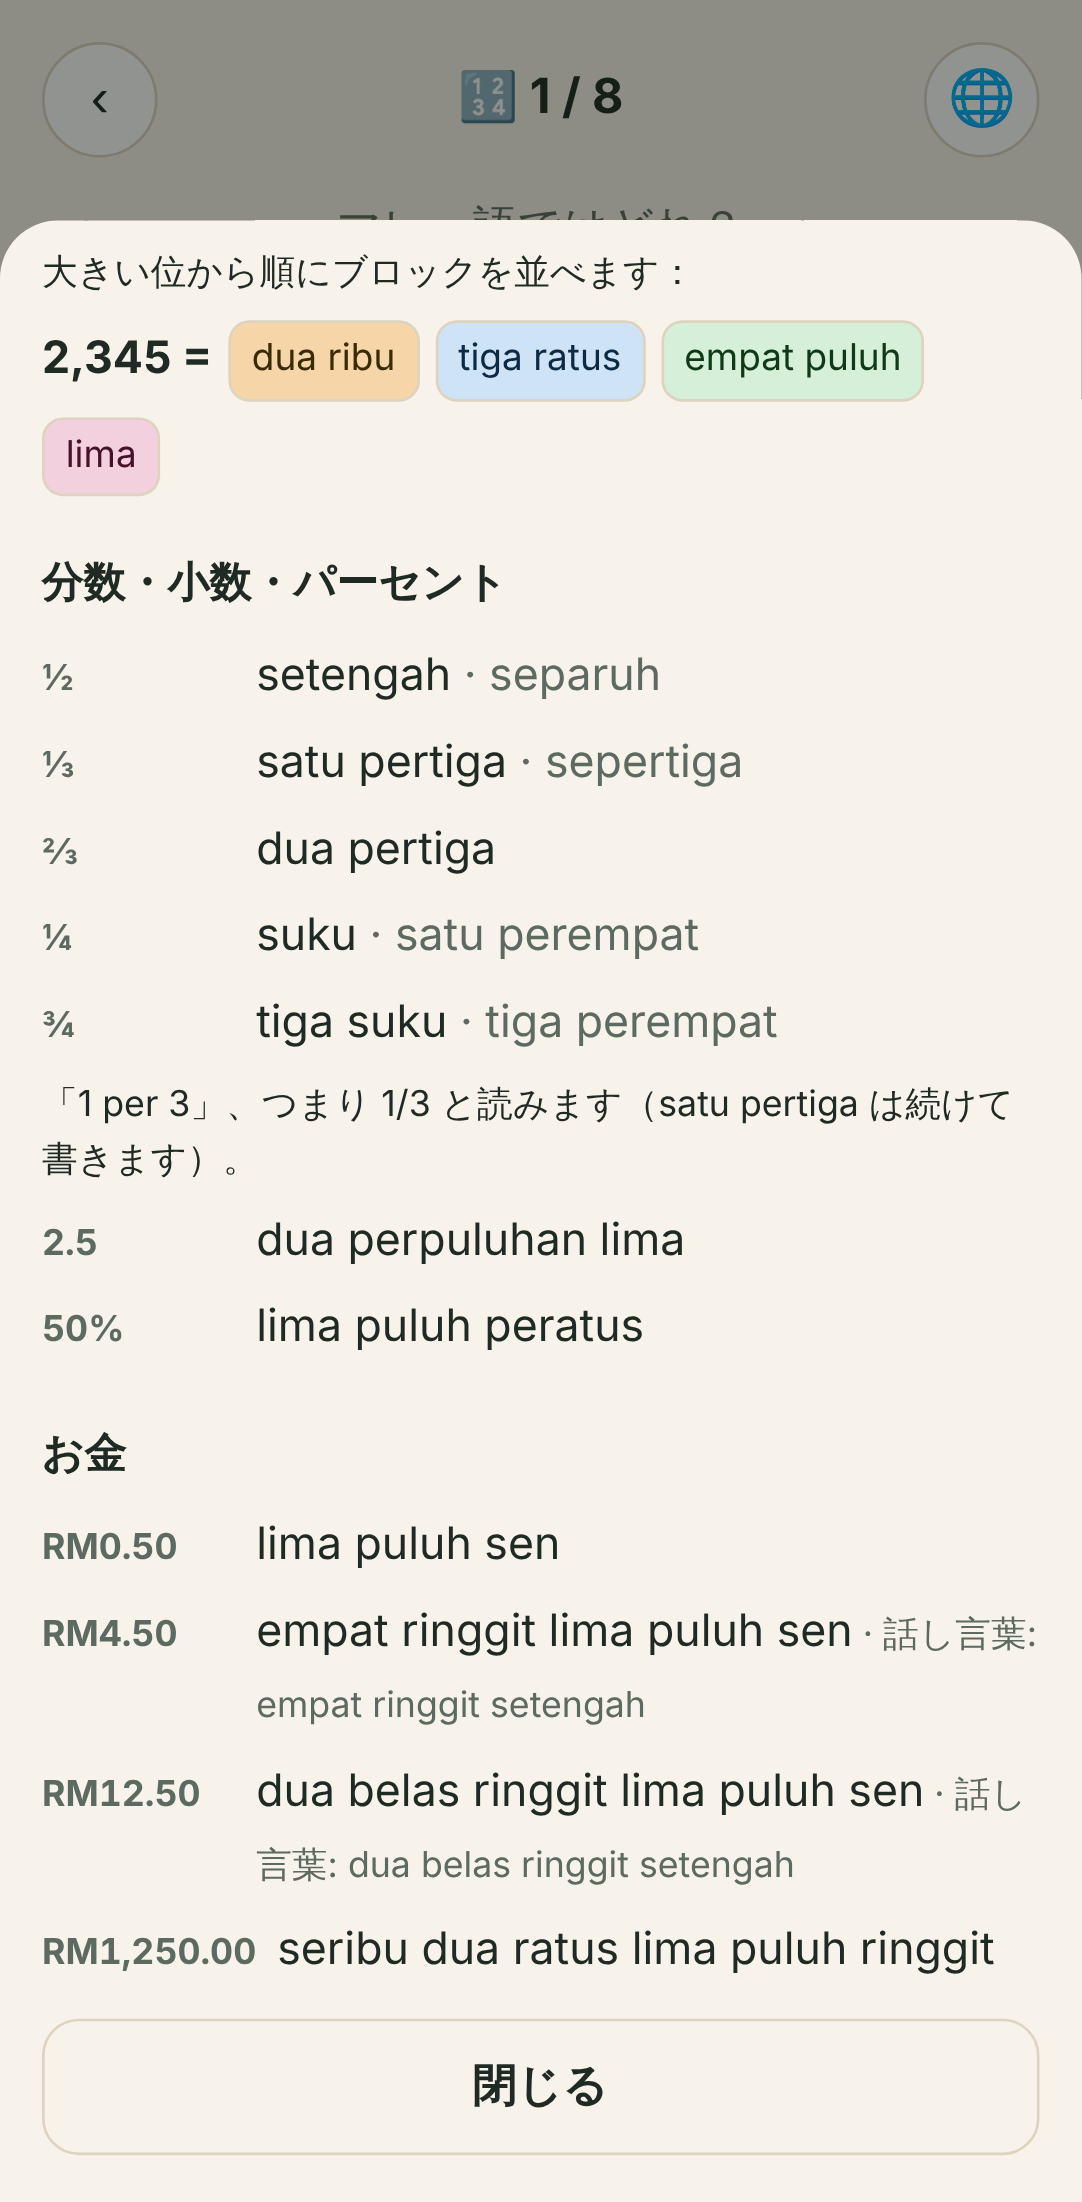 ‹ 🔢 1 / 8 🌐
大きい位から順にブロックを並べます：
2,345 = dua ribu tiga ratus empat puluh
lima
分数・小数・パーセント
½ setengah · separuh
⅓ satu pertiga · sepertiga
⅔ dua pertiga
¼ suku · satu perempat
¾ tiga suku · tiga perempat
「1 per 3」、つまり 1/3 と読みます（satu pertiga は続けて
書きます）。
2.5 dua perpuluhan lima
50% lima puluh peratus
お金
RM0.50 lima puluh sen
RM4.50 empat ringgit lima puluh sen · 話し言葉:
empat ringgit setengah
RM12.50 dua belas ringgit lima puluh sen · 話し
言葉: dua belas ringgit setengah
RM1,250.00 seribu dua ratus lima puluh ringgit
閉じる